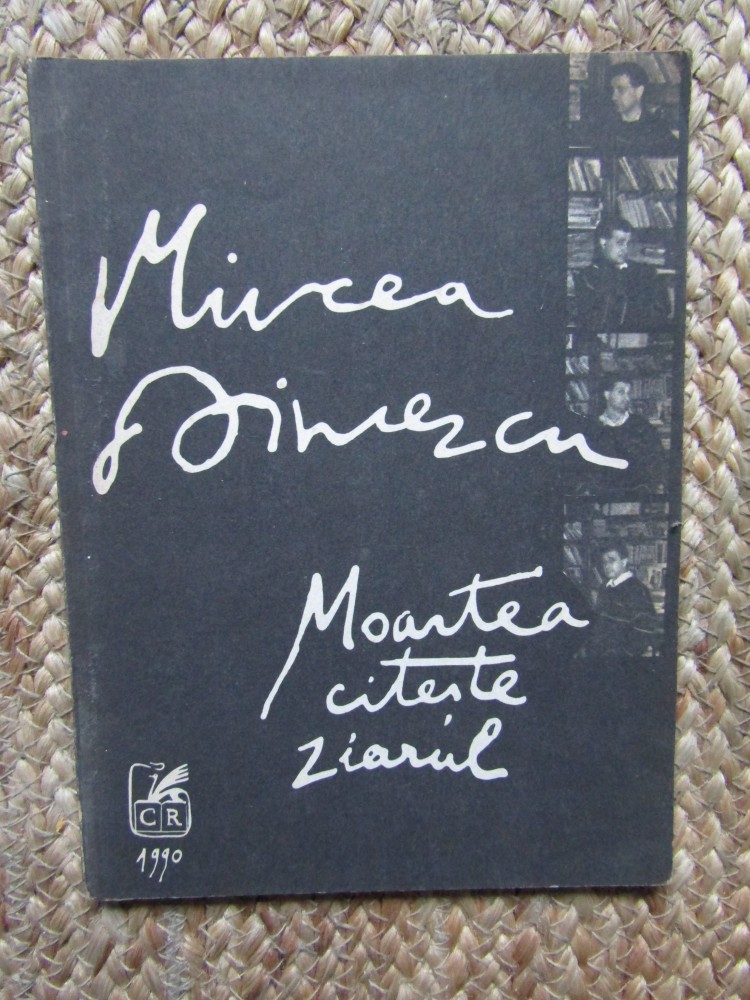 Mircea
Dinescu
Moartea
citește
ziarul
CR
1990